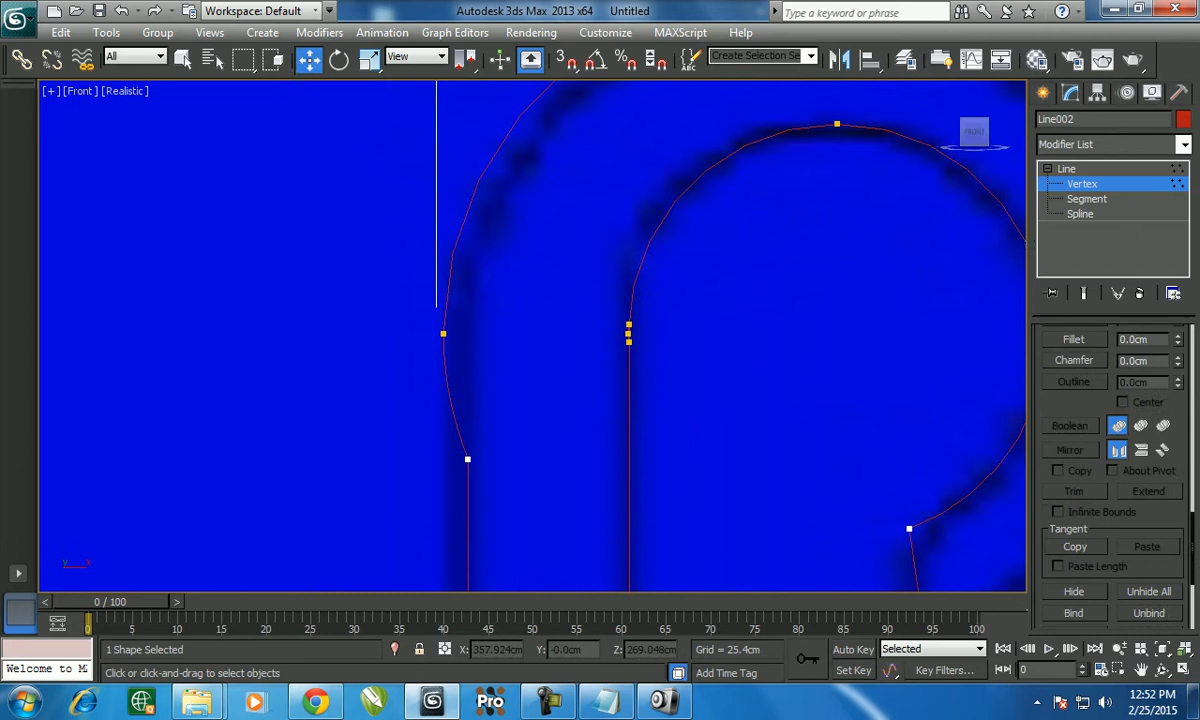 Workspace: Default
Autodesk 3ds Max 2013 x64 Untitled
Type a keyword or phrase
Edit Tools Group Views Create Modifiers Animation Graph Editors Rendering Customize MAXScript Help
All
View
Create Selection Se
[+] [Front] [Realistic]
FRONT
Line002
Modifier List
Line
Vertex
Segment
Spline
Fillet 0.0cm
Chamfer 0.0cm
Outline 0.0cm
Center
Boolean
Mirror
Copy About Pivot
Trim Extend
Infinite Bounds
Tangent
Copy Paste
Paste Length
Hide Unhide All
Bind Unbind
y x
0 / 100
0 5 10 15 20 25 30 35 40 45 50 55 60 65 70 75 80 85 90 95 100
1 Shape Selected
X: 357.924cm Y: -0.0cm Z: 269.048cm Grid = 25.4cm
Auto Key Selected
Welcome to M
Click or click-and-drag to select objects
Add Time Tag
Set Key Key Filters...
0
Pro
12:52 PM
2/25/2015